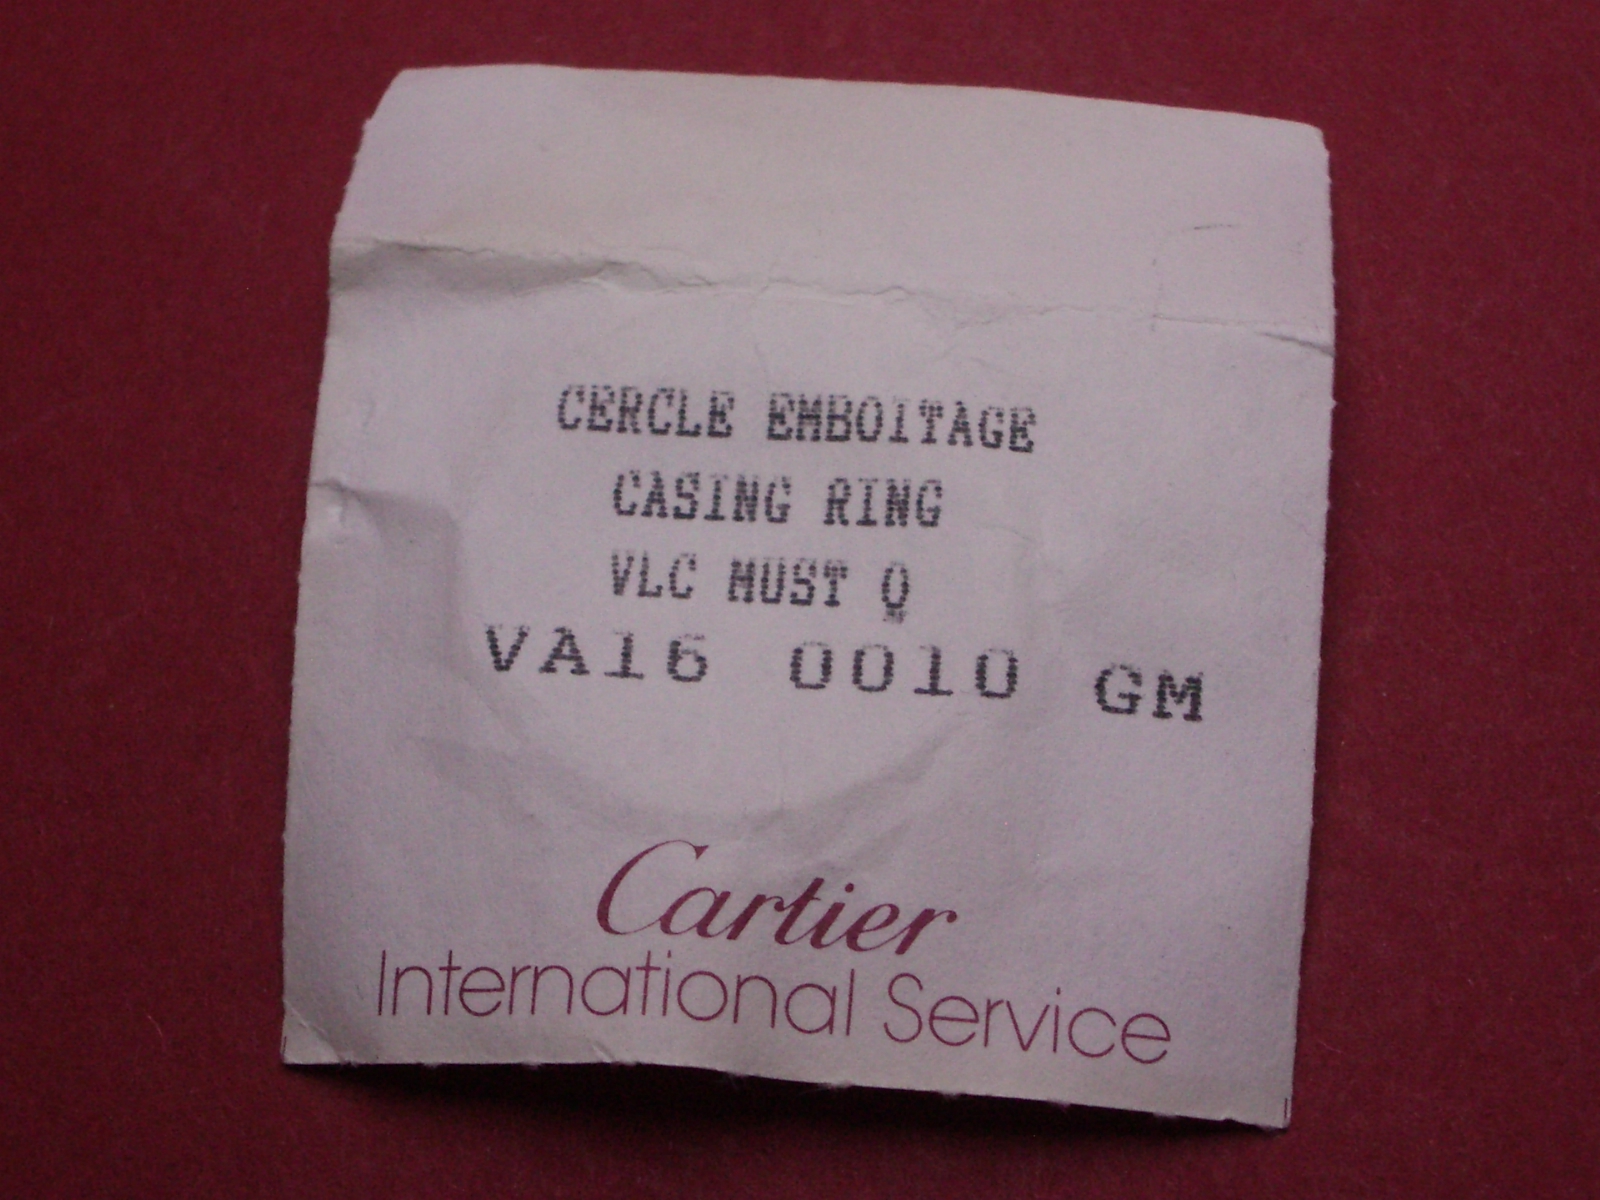 CERCLE EMBOITAGE
CASING RING
VLC MUST Q
VA16 0010 GM
Cartier
International Service